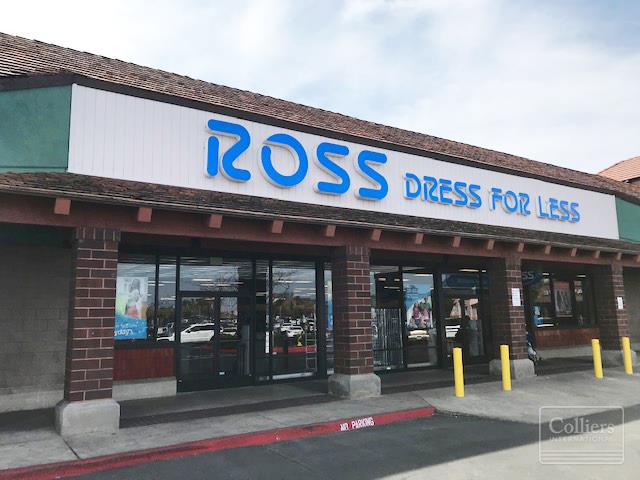 ROSS DRESS FOR LESS
NO PARKING
Colliers
INTERNATIONAL